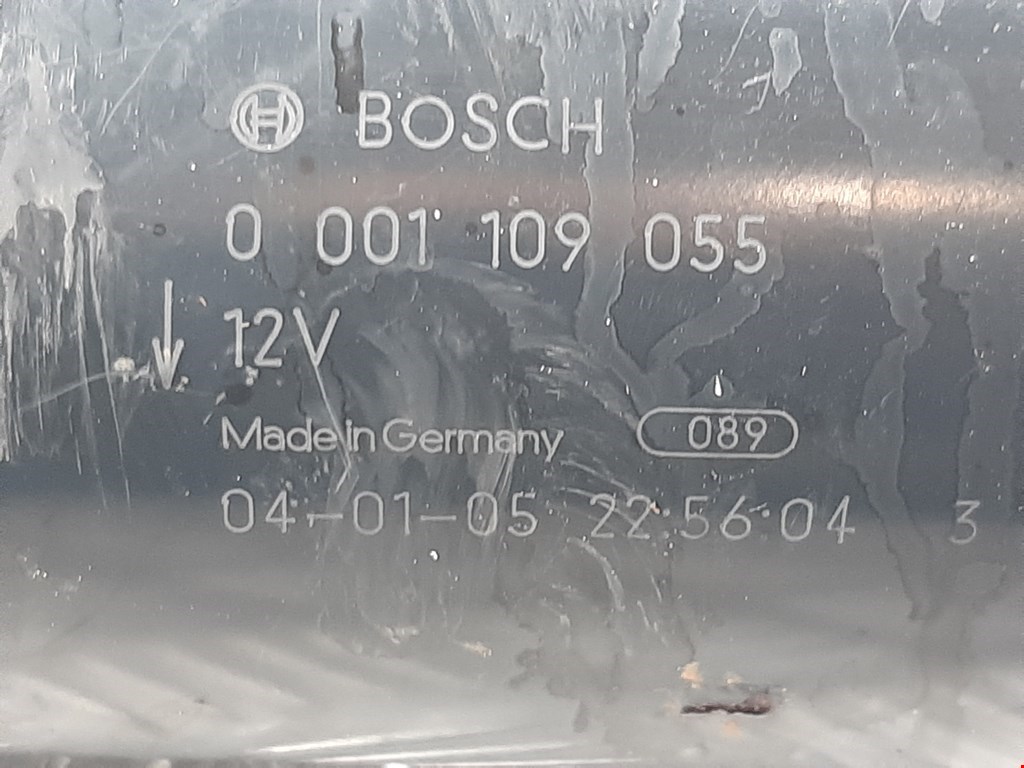 BOSCH
0 001 109 055
12V
Made in Germany 089
04-01-05 22:56:04 3